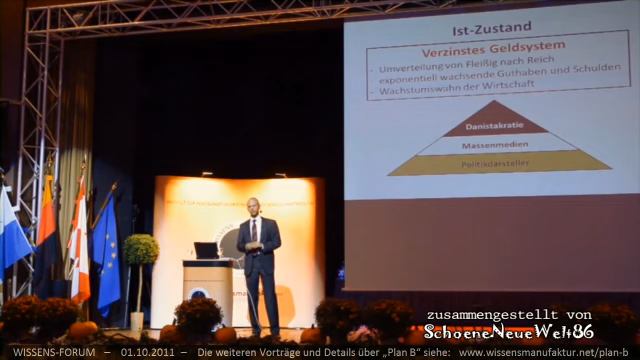 Ist-Zustand
Verzinstes Geldsystem
- Umverteilung von Fleißig nach Reich
exponentiell wachsende Guthaben und Schulden
- Wachstumswahn der Wirtschaft
Danistakratie
Massenmedien
Politikdarsteller
zusammengestellt von
SchoeneNeueWelt86
WISSENS-FORUM – 01.10.2011 – Die weiteren Vorträge und Details über „Plan B" siehe: www.wissensmanufaktur.net/plan-b